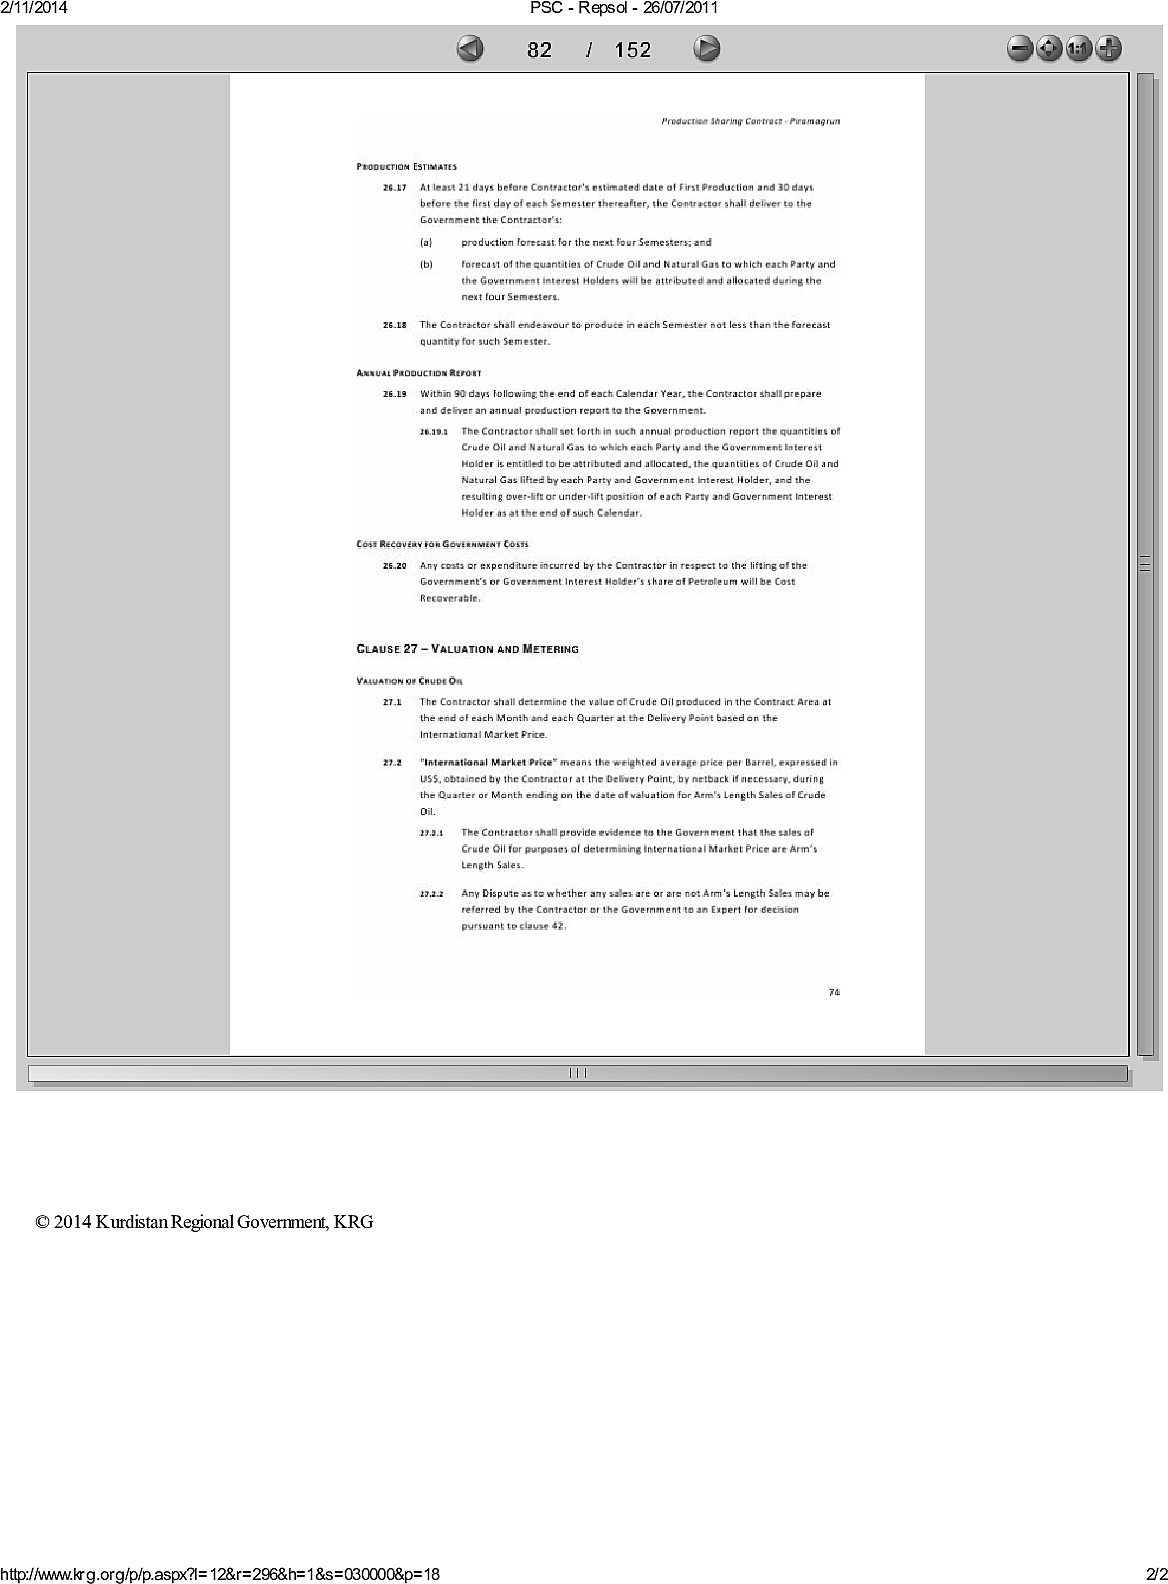 2/11/2014 PSC - Repsol - 26/07/2011
82 / 152
1:1
Production Sharing Contract - Piramagrun
PRODUCTION ESTIMATES
26.17 At least 21 days before Contractor's estimated date of First Production and 30 days
before the first day of each Semester thereafter, the Contractor shall deliver to the
Government the Contractor's:
(a) production forecast for the next four Semesters; and
(b) forecast of the quantities of Crude Oil and Natural Gas to which each Party and
the Government Interest Holders will be attributed and allocated during the
next four Semesters.
26.18 The Contractor shall endeavour to produce in each Semester not less than the forecast
quantity for such Semester.
ANNUAL PRODUCTION REPORT
26.19 Within 90 days following the end of each Calendar Year, the Contractor shall prepare
and deliver an annual production report to the Government.
26.19.1 The Contractor shall set forth in such annual production report the quantities of
Crude Oil and Natural Gas to which each Party and the Government Interest
Holder is entitled to be attributed and allocated, the quantities of Crude Oil and
Natural Gas lifted by each Party and Government Interest Holder, and the
resulting over-lift or under-lift position of each Party and Government Interest
Holder as at the end of such Calendar.
COST RECOVERY FOR GOVERNMENT COSTS
26.20 Any costs or expenditure incurred by the Contractor in respect to the lifting of the
Government's or Government Interest Holder's share of Petroleum will be Cost
Recoverable.
CLAUSE 27 – VALUATION AND METERING
VALUATION OF CRUDE OIL
27.1 The Contractor shall determine the value of Crude Oil produced in the Contract Area at
the end of each Month and each Quarter at the Delivery Point based on the
International Market Price.
27.2 "International Market Price" means the weighted average price per Barrel, expressed in
US$, obtained by the Contractor at the Delivery Point, by netback if necessary, during
the Quarter or Month ending on the date of valuation for Arm's Length Sales of Crude
Oil.
27.2.1 The Contractor shall provide evidence to the Government that the sales of
Crude Oil for purposes of determining International Market Price are Arm's
Length Sales.
27.2.2 Any Dispute as to whether any sales are or are not Arm's Length Sales may be
referred by the Contractor or the Government to an Expert for decision
pursuant to clause 42.
74
© 2014 Kurdistan Regional Government, KRG
http://www.krg.org/p/p.aspx?l=12&r=296&h=1&s=030000&p=18 2/2